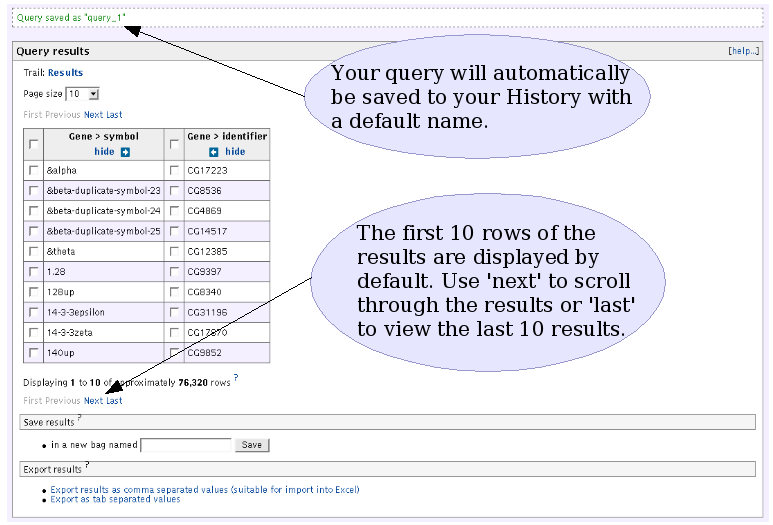 Query saved as "query_1"
Query results
[help..]
Your query will automatically
be saved to your History with
a default name.
Trail: Results
Page size 10
First Previous Next Last
Gene > symbol
hide
Gene > identifier
hide
&alpha CG17223
&beta-duplicate-symbol-23 CG8536
&beta-duplicate-symbol-24 CG4869
&beta-duplicate-symbol-25 CG14517
&theta CG12385
1.28 CG9397
128up CG8340
14-3-3epsilon CG31196
14-3-3zeta CG17870
140up CG9852
The first 10 rows of the
results are displayed by
default. Use 'next' to scroll
through the results or 'last'
to view the last 10 results.
Displaying 1 to 10 of approximately 76,320 rows ?
First Previous Next Last
Save results ?
in a new bag named Save
Export results ?
Export results as comma separated values (suitable for import into Excel)
Export as tab separated values